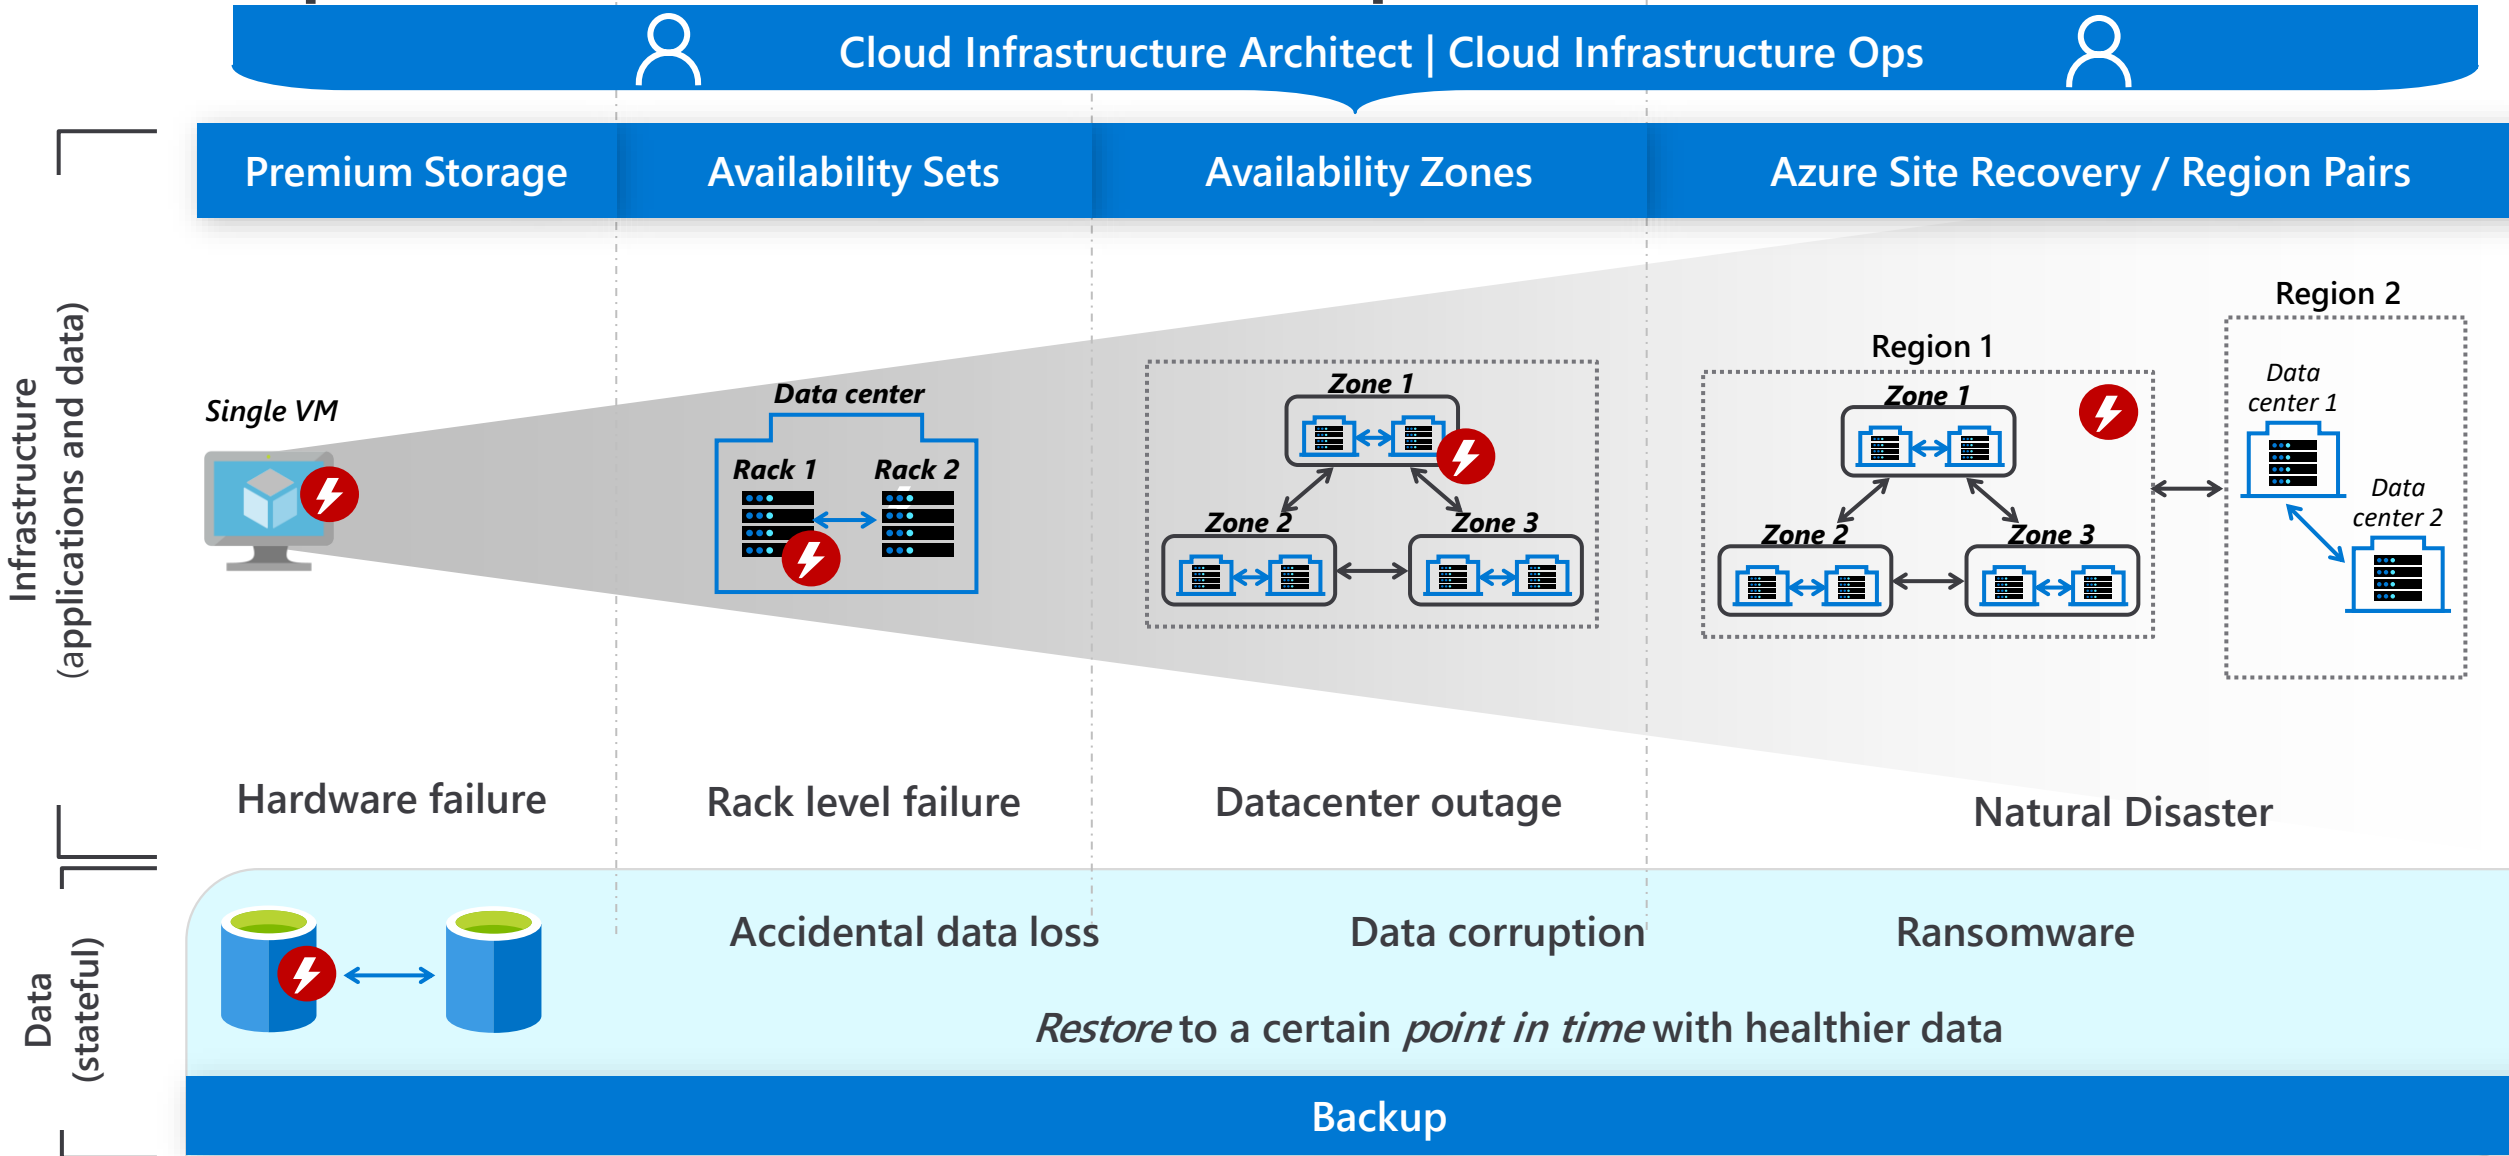 Cloud Infrastructure Architect | Cloud Infrastructure Ops
Premium Storage
Availability Sets
Availability Zones
Azure Site Recovery / Region Pairs
Infrastructure
(applications and data)
Single VM
Data center
Rack 1
Rack 2
Zone 1
Zone 2
Zone 3
Region 1
Zone 1
Zone 2
Zone 3
Region 2
Data
center 1
Data
center 2
Hardware failure
Rack level failure
Datacenter outage
Natural Disaster
Data
(stateful)
Accidental data loss
Data corruption
Ransomware
Restore to a certain point in time with healthier data
Backup